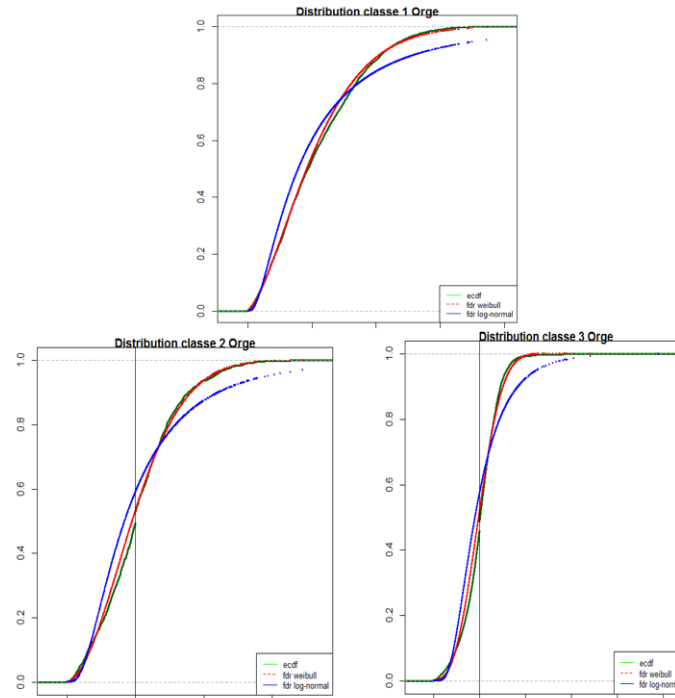 Distribution classe 1 Orge
1.0
0.8
0.6
0.4
0.2
0.0
ecdf
fdr weibull
fdr log-normal
Distribution classe 2 Orge
1.0
0.8
0.6
0.4
0.2
0.0
ecdf
fdr weibull
fdr log-normal
Distribution classe 3 Orge
1.0
0.8
0.6
0.4
0.2
0.0
ecdf
fdr weibull
fdr log-normal